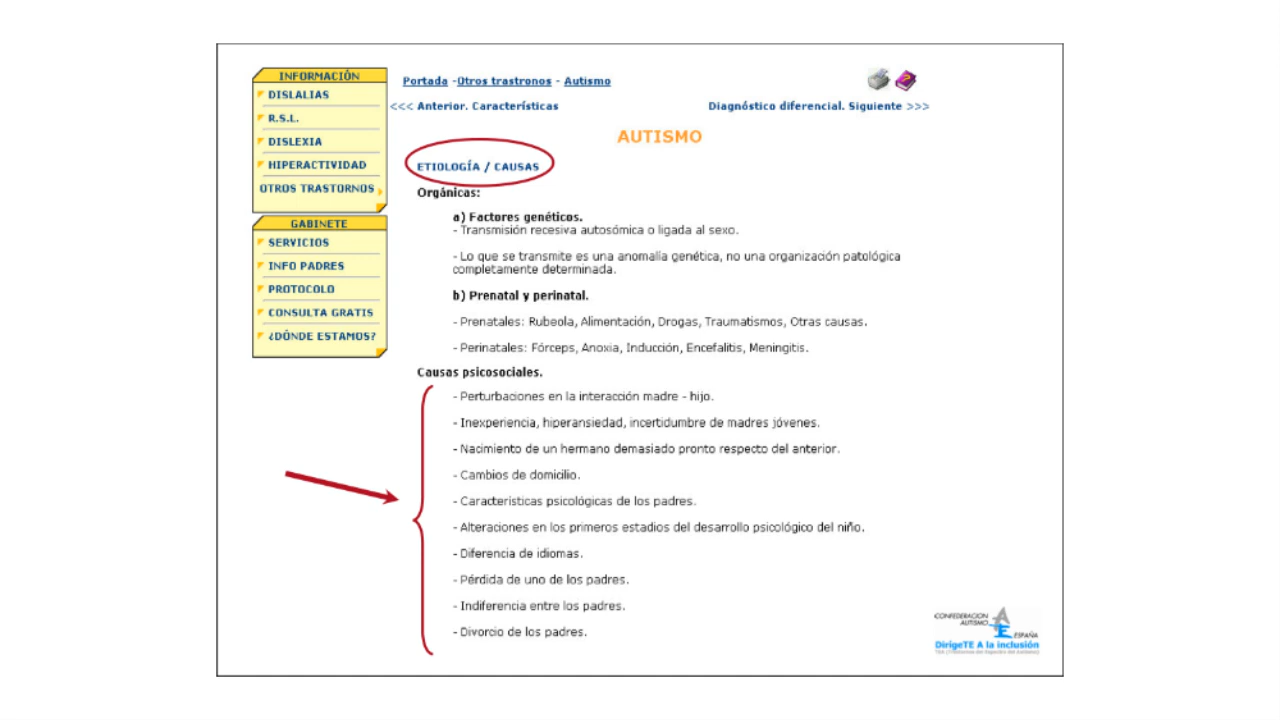 INFORMACIÓN
DISLALIAS
R.S.L.
DISLEXIA
HIPERACTIVIDAD
OTROS TRASTORNOS
GABINETE
SERVICIOS
INFO PADRES
PROTOCOLO
CONSULTA GRATIS
¿DÓNDE ESTAMOS?
Portada -Otros trastronos - Autismo
<<< Anterior. Características
Diagnóstico diferencial. Siguiente >>>
AUTISMO
ETIOLOGÍA / CAUSAS
Orgánicas:
a) Factores genéticos.
- Transmisión recesiva autosómica o ligada al sexo.
- Lo que se transmite es una anomalía genética, no una organización patológica
completamente determinada.
b) Prenatal y perinatal.
- Prenatales: Rubeola, Alimentación, Drogas, Traumatismos, Otras causas.
- Perinatales: Fórceps, Anoxia, Inducción, Encefalitis, Meningitis.
Causas psicosociales.
- Perturbaciones en la interacción madre - hijo.
- Inexperiencia, hiperansiedad, incertidumbre de madres jóvenes.
- Nacimiento de un hermano demasiado pronto respecto del anterior.
- Cambios de domicilio.
- Características psicológicas de los padres.
- Alteraciones en los primeros estadios del desarrollo psicológico del niño.
- Diferencia de idiomas.
- Pérdida de uno de los padres.
- Indiferencia entre los padres.
- Divorcio de los padres.
CONFEDERACION
AUTISMO
ESPAÑA
DirigeTE A la inclusión